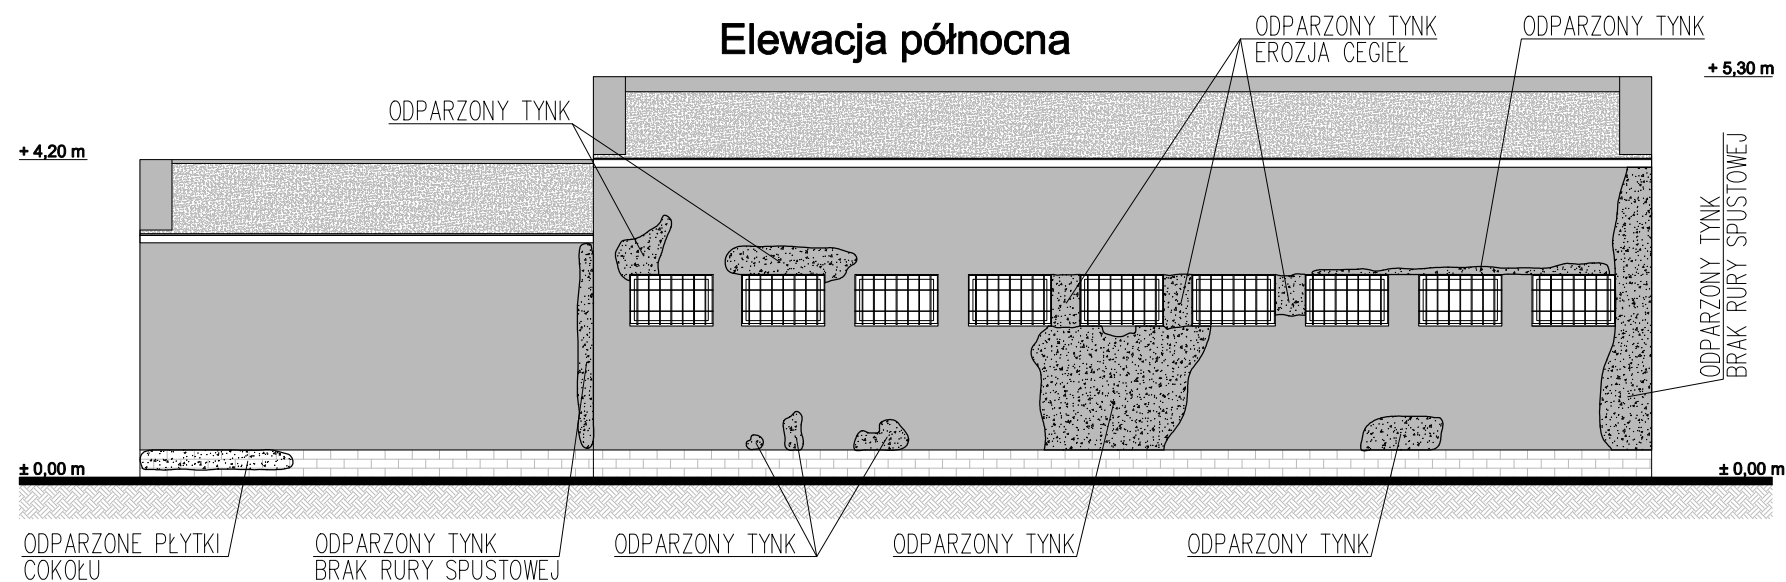 Elewacja północna
ODPARZONY TYNK
EROZJA CEGIEŁ
ODPARZONY TYNK
+ 5,30 m
ODPARZONY TYNK
+ 4,20 m
ODPARZONY TYNK
BRAK RURY SPUSTOWEJ
± 0,00 m
± 0,00 m
ODPARZONE PŁYTKI
COKOŁU
ODPARZONY TYNK
BRAK RURY SPUSTOWEJ
ODPARZONY TYNK
ODPARZONY TYNK
ODPARZONY TYNK